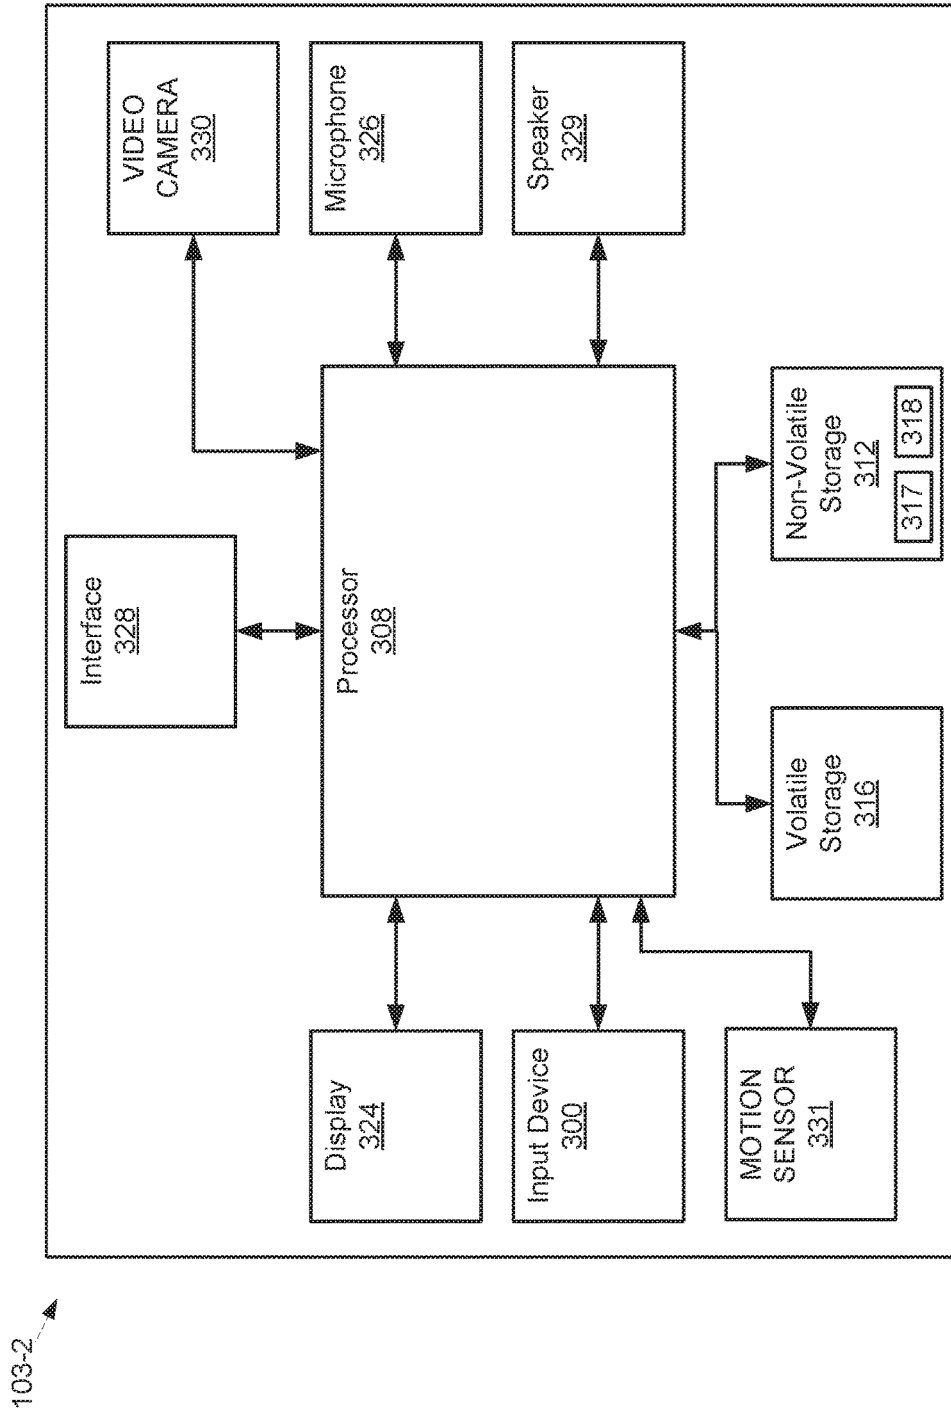 103-2
Display
324
Input Device
300
MOTION
SENSOR
331
Interface
328
Processor
308
Volatile
Storage
316
VIDEO
CAMERA
330
Microphone
326
Speaker
329
Non-Volatile
Storage
312
317
318